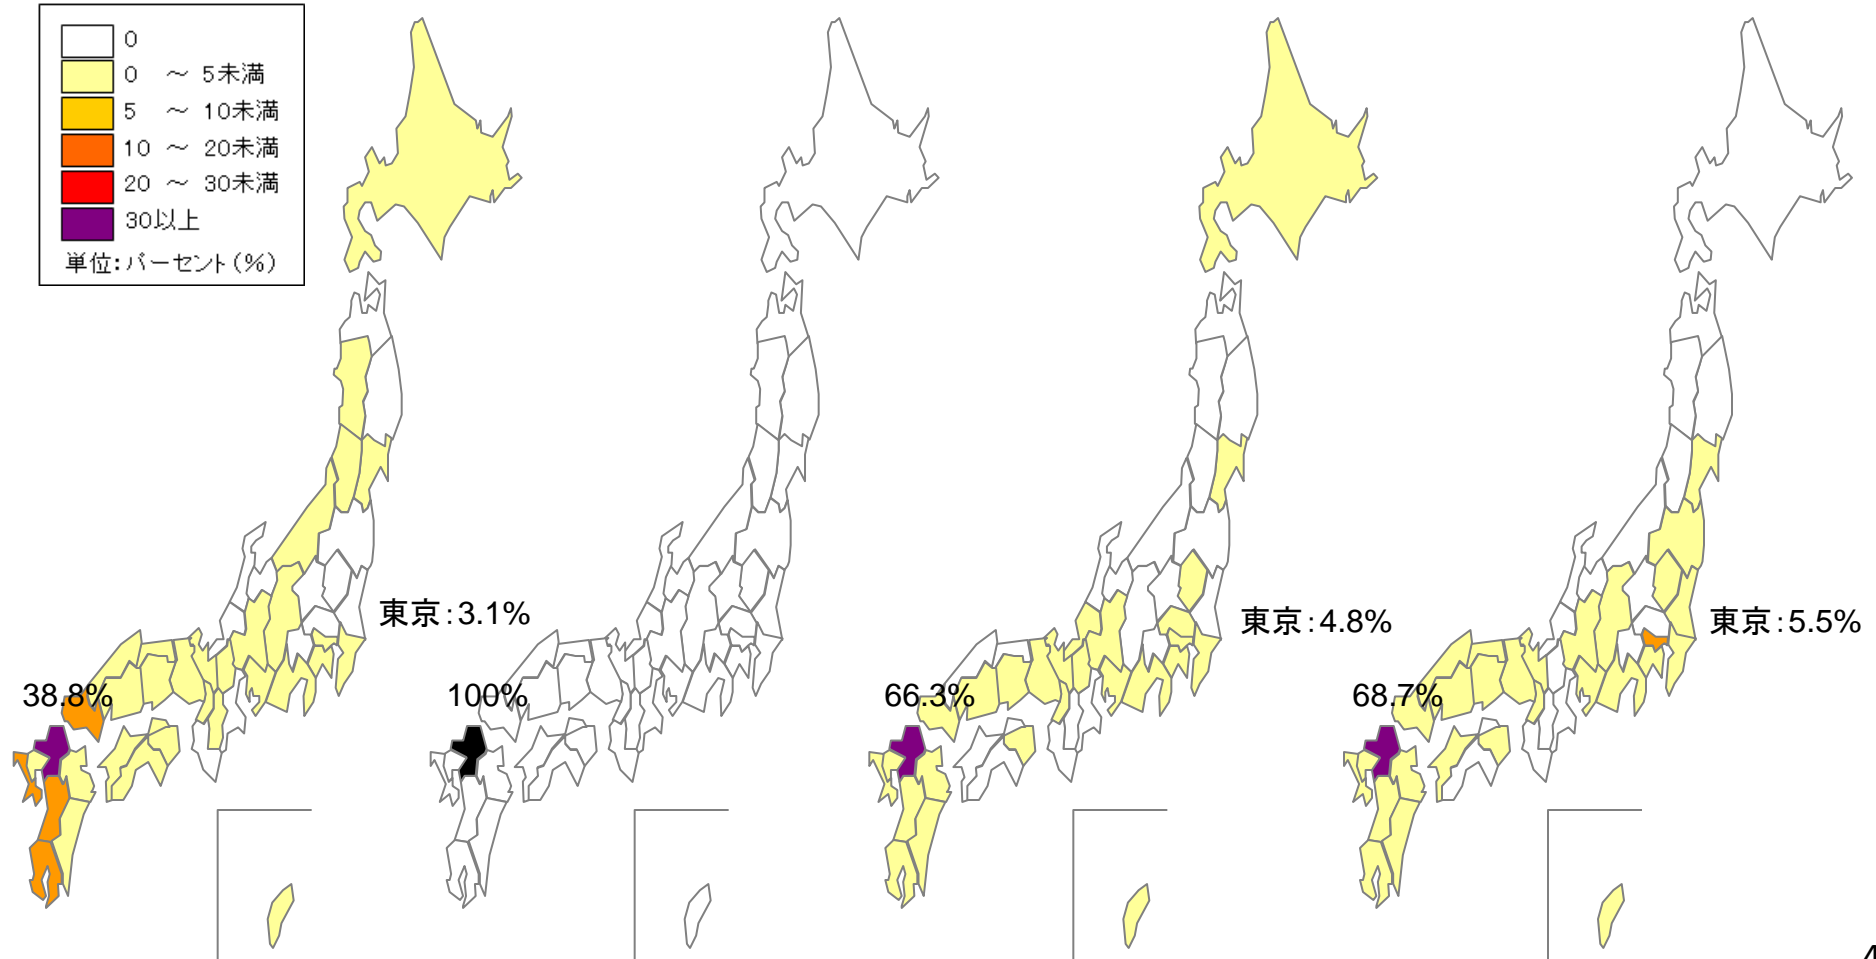 0
0 ～ 5未満
5 ～ 10未満
10 ～ 20未満
20 ～ 30未満
30以上
単位：パーセント（%）
東京：3.1%
東京：4.8%
東京：5.5%
38.8%
100%
66.3%
68.7%
4